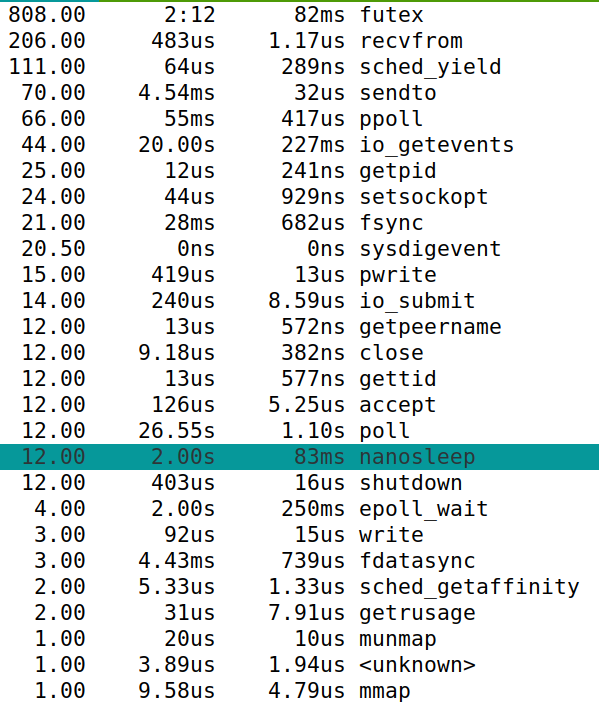 808.00 2:12 82ms futex
206.00 483us 1.17us recvfrom
111.00 64us 289ns sched_yield
70.00 4.54ms 32us sendto
66.00 55ms 417us ppoll
44.00 20.00s 227ms io_getevents
25.00 12us 241ns getpid
24.00 44us 929ns setsockopt
21.00 28ms 682us fsync
20.50 0ns 0ns sysdigevent
15.00 419us 13us pwrite
14.00 240us 8.59us io_submit
12.00 13us 572ns getpeername
12.00 9.18us 382ns close
12.00 13us 577ns gettid
12.00 126us 5.25us accept
12.00 26.55s 1.10s poll
12.00 2.00s 83ms nanosleep
12.00 403us 16us shutdown
4.00 2.00s 250ms epoll_wait
3.00 92us 15us write
3.00 4.43ms 739us fdatasync
2.00 5.33us 1.33us sched_getaffinity
2.00 31us 7.91us getrusage
1.00 20us 10us munmap
1.00 3.89us 1.94us <unknown>
1.00 9.58us 4.79us mmap